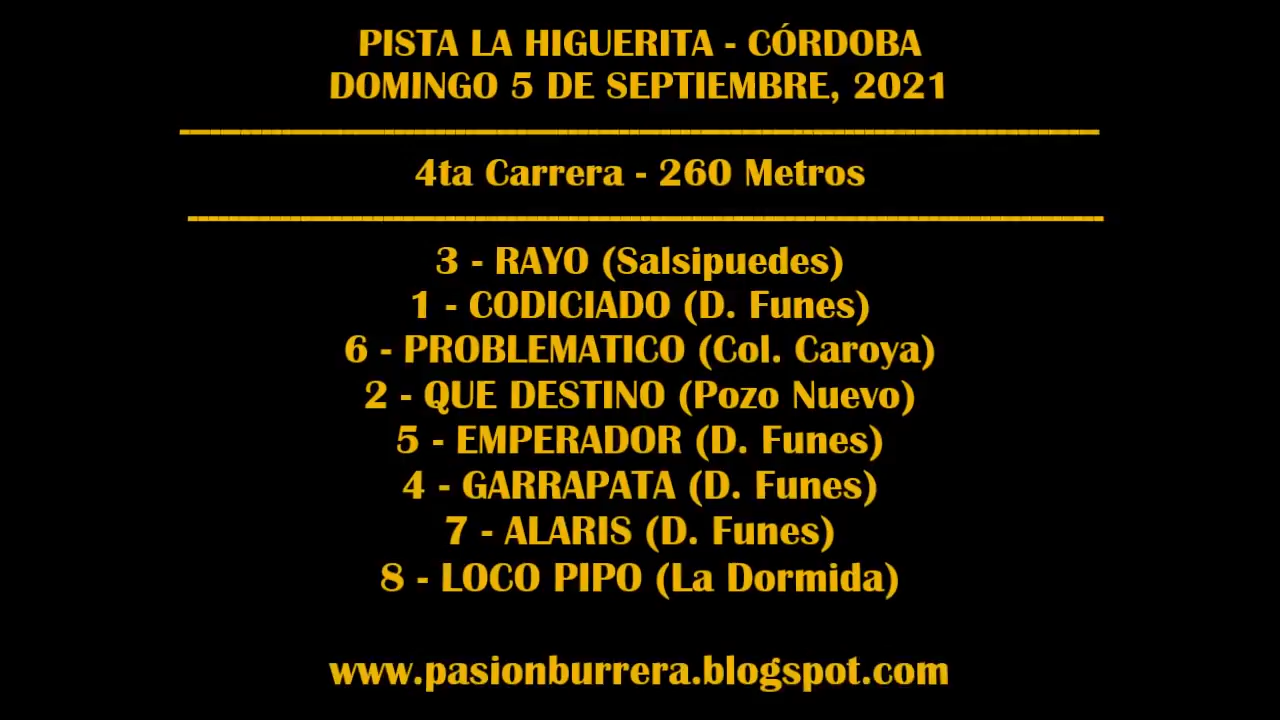 PISTA LA HIGUERITA - CÓRDOBA
DOMINGO 5 DE SEPTIEMBRE, 2021
4ta Carrera - 260 Metros
3 - RAYO (Salsipuedes)
1 - CODICIADO (D. Funes)
6 - PROBLEMATICO (Col. Caroya)
2 - QUE DESTINO (Pozo Nuevo)
5 - EMPERADOR (D. Funes)
4 - GARRAPATA (D. Funes)
7 - ALARIS (D. Funes)
8 - LOCO PIPO (La Dormida)
www.pasionburrera.blogspot.com